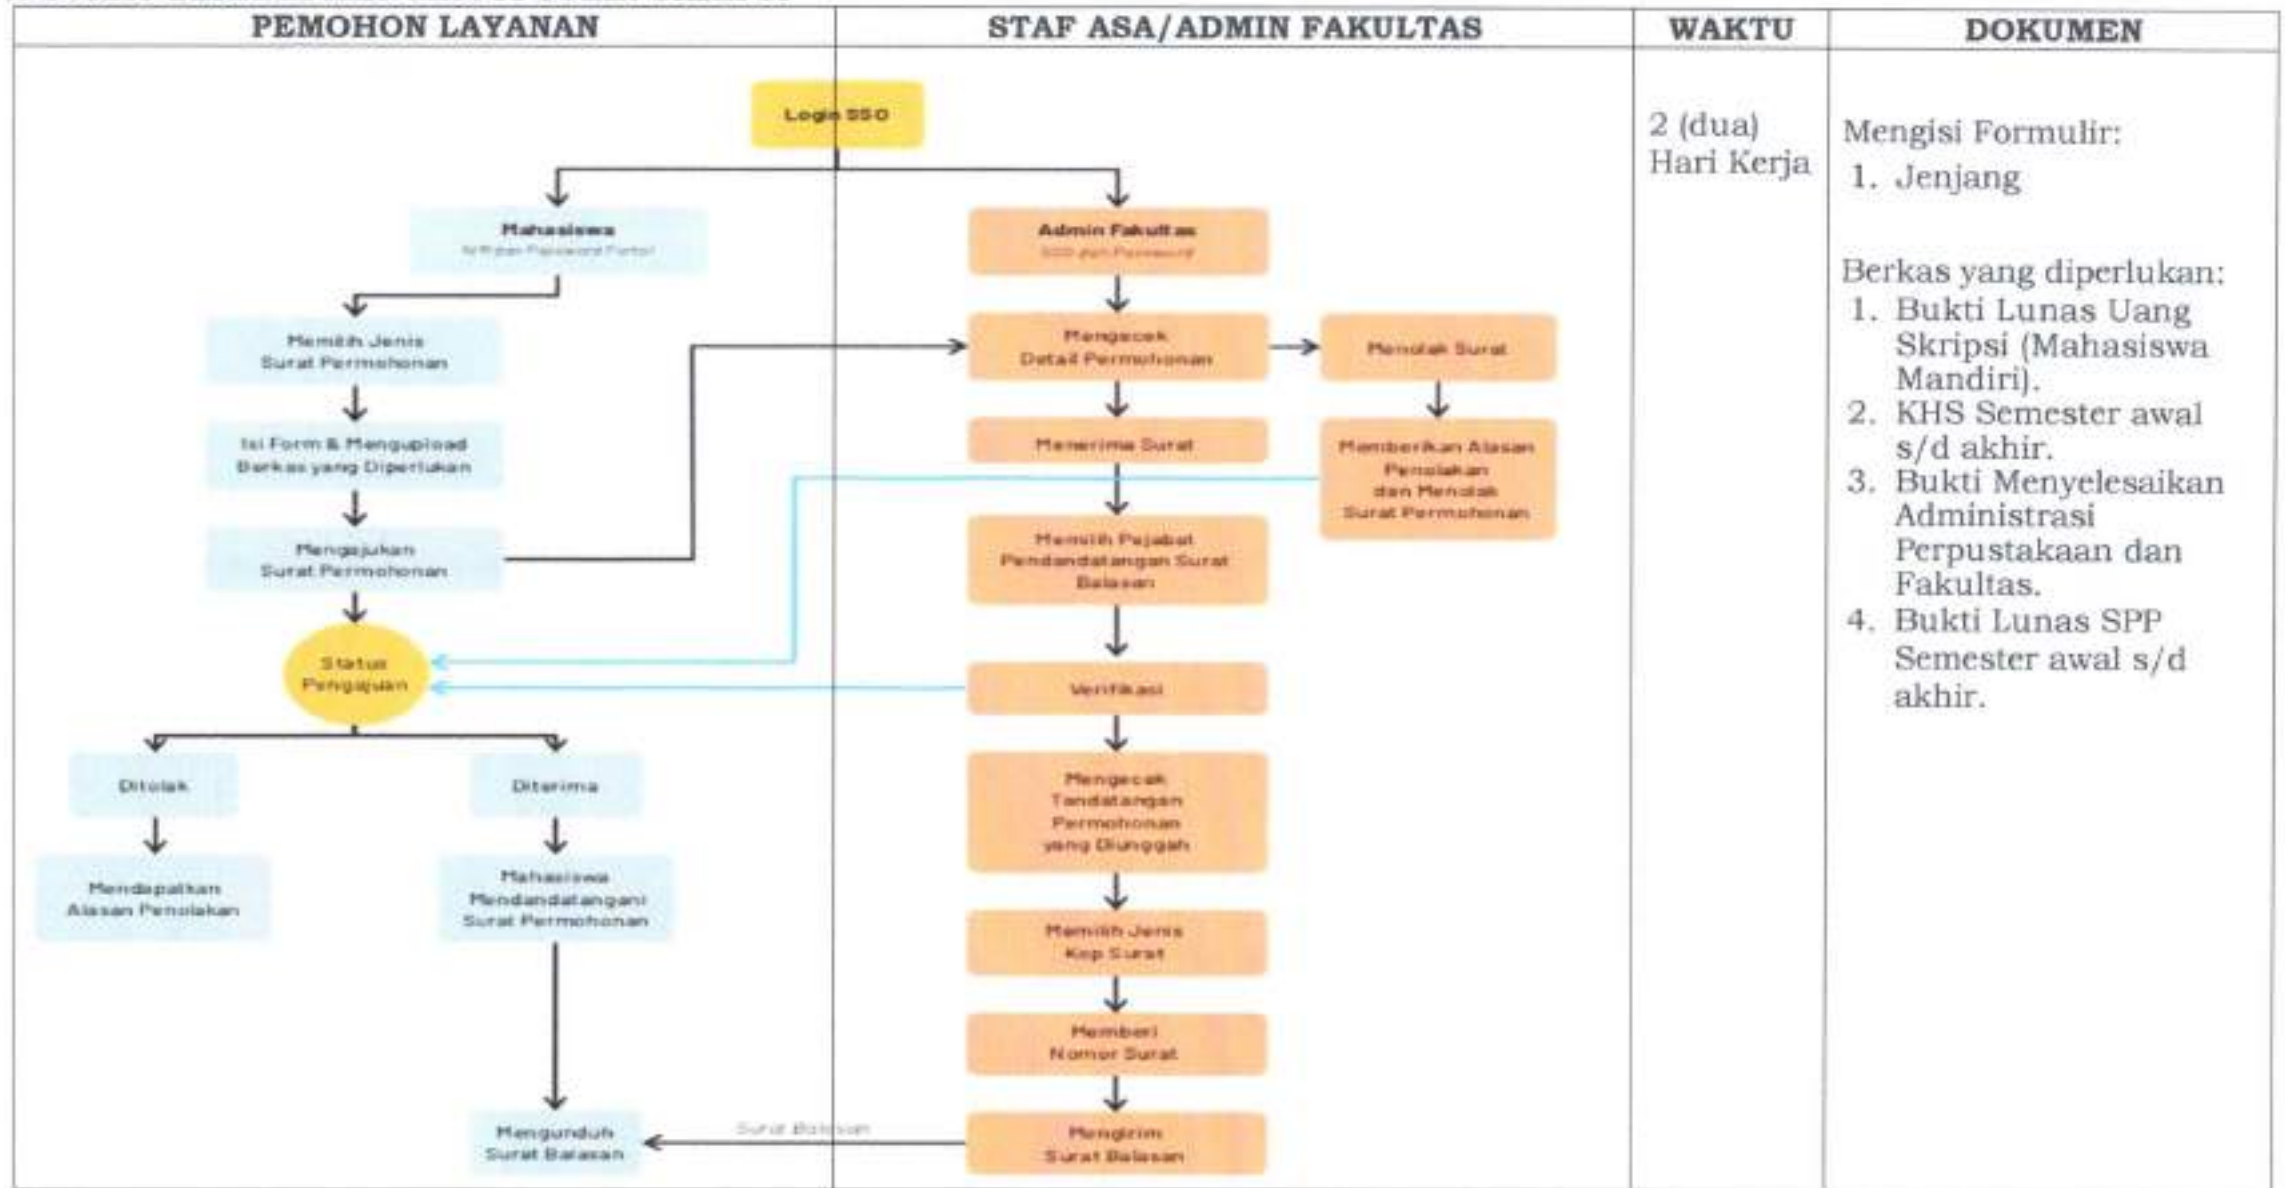 PEMOHON LAYANAN
STAF ASA/ADMIN FAKULTAS
WAKTU
DOKUMEN
Login SSO
Mahasiswa
Memilih Jenis
Surat Permohonan
Isi Form & Mengupload
Berkas yang Diperlukan
Mengajukan
Surat Permohonan
Status
Pengajuan
Ditolak
Mendapatkan
Alasan Penolakan
Diterima
Mahasiswa
Mendandatangani
Surat Permohonan
Mengunduh
Surat Balasan
Surat Balasan
Admin Fakultas
SSO dan Password
Mengecek
Detail Permohonan
Menolak Surat
Memberikan Alasan
Penolakan
dan Menolak
Surat Permohonan
Menerima Surat
Memilih Pejabat
Pendandatangan Surat
Balasan
Verifikasi
Mengecek
Tandatangan
Permohonan
yang Diunggah
Memilih Jenis
Kop Surat
Memberi
Nomor Surat
Mengirim
Surat Balasan
2 (dua)
Hari Kerja
Mengisi Formulir:
1. Jenjang
Berkas yang diperlukan:
1. Bukti Lunas Uang
Skripsi (Mahasiswa
Mandiri).
2. KHS Semester awal
s/d akhir.
3. Bukti Menyelesaikan
Administrasi
Perpustakaan dan
Fakultas.
4. Bukti Lunas SPP
Semester awal s/d
akhir.